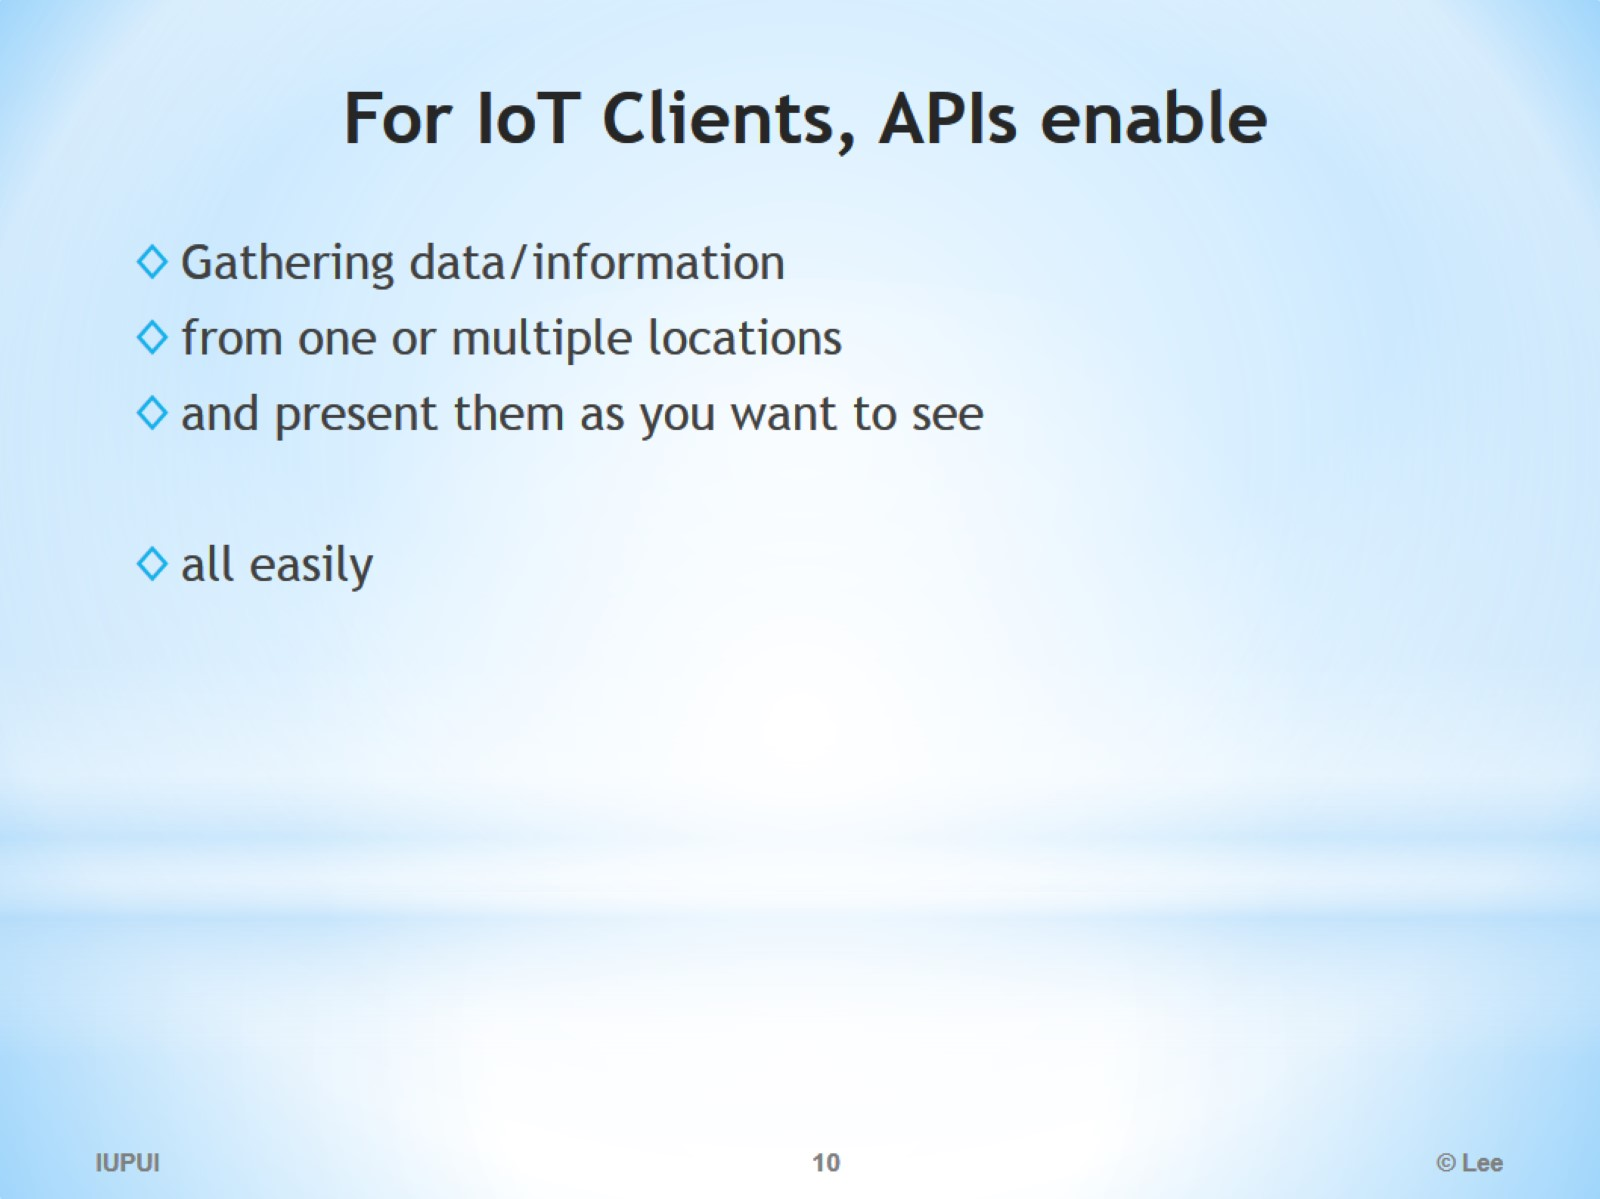 For IoT Clients, APIs enable
◇ Gathering data/information
◇ from one or multiple locations
◇ and present them as you want to see
◇ all easily
IUPUI
10
© Lee